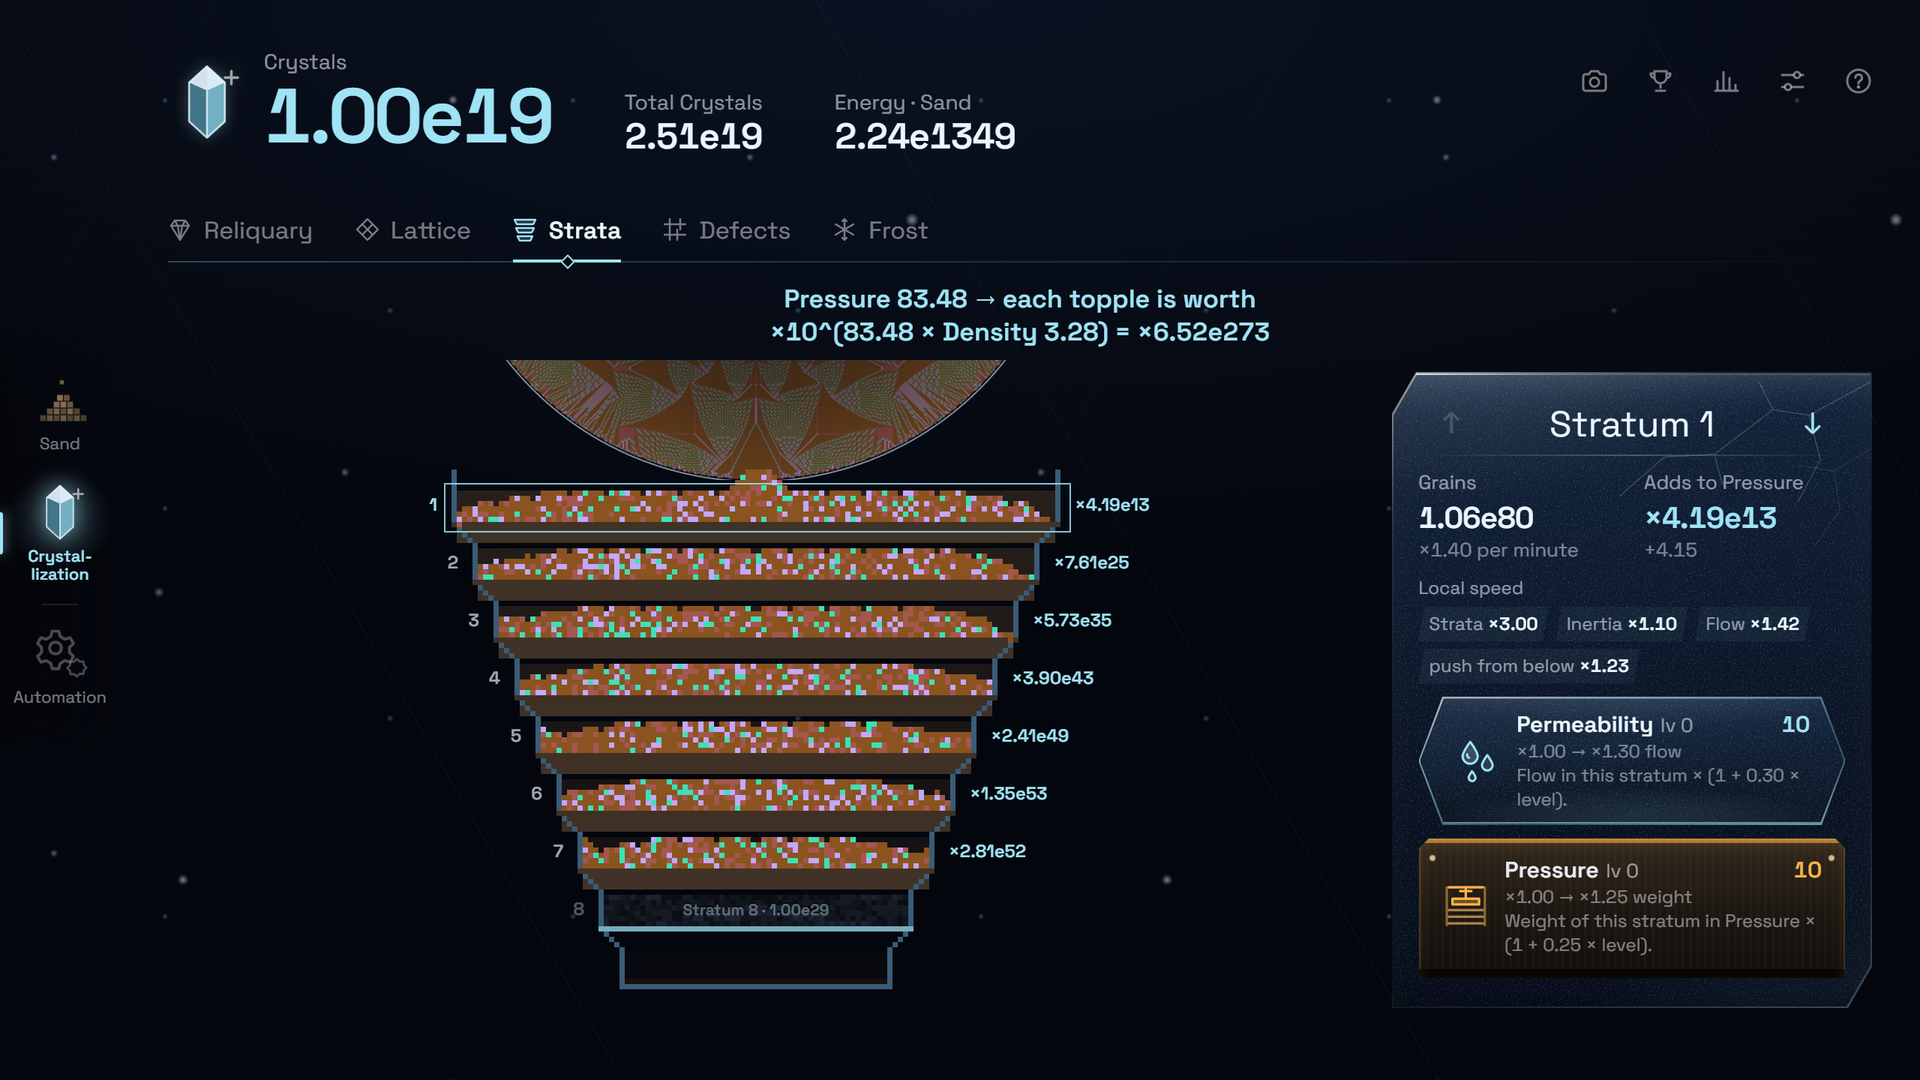 Crystals
1.00e19
Total Crystals
2.51e19
Energy · Sand
2.24e1349
Reliquary
Lattice
Strata
Defects
Frost
Pressure 83.48 → each topple is worth
×10^(83.48 × Density 3.28) = ×6.52e273
Sand
Crystal-
lization
Automation
1 ×4.19e13
2 ×7.61e25
3 ×5.73e35
4 ×3.90e43
5 ×2.41e49
6 ×1.35e53
7 ×2.81e52
8 Stratum 8 · 1.00e29
Stratum 1
Grains
1.06e80
×1.40 per minute
Adds to Pressure
×4.19e13
+4.15
Local speed
Strata ×3.00
Inertia ×1.10
Flow ×1.42
push from below ×1.23
Permeability lv 0 10
×1.00 → ×1.30 flow
Flow in this stratum × (1 + 0.30 ×
level).
Pressure lv 0 10
×1.00 → ×1.25 weight
Weight of this stratum in Pressure ×
(1 + 0.25 × level).